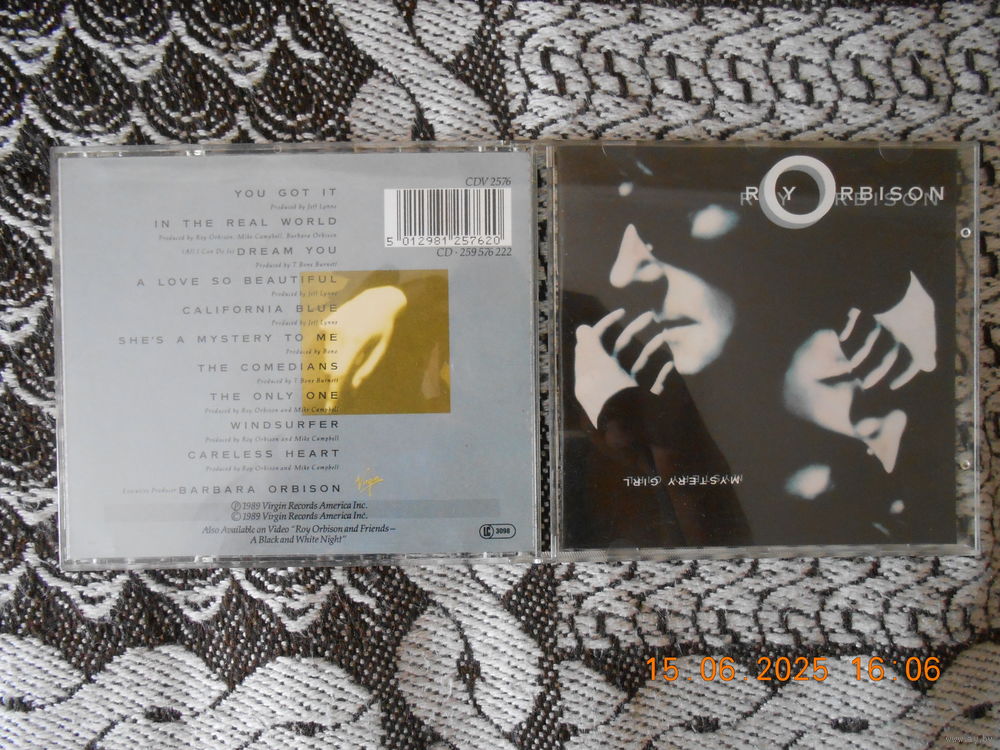 YOU GOT IT
Produced by Jeff Lynne
IN THE REAL WORLD
Produced by Roy Orbison, Mike Campbell, Barbara Orbison
(All I Can Do Is) DREAM YOU
Produced by T Bone Burnett
A LOVE SO BEAUTIFUL
Produced by Jeff Lynne
CALIFORNIA BLUE
Produced by Jeff Lynne
SHE'S A MYSTERY TO ME
Produced by Bono
THE COMEDIANS
Produced by T Bone Burnett
THE ONLY ONE
Produced by Roy Orbison and Mike Campbell
WINDSURFER
Produced by Roy Orbison and Mike Campbell
CARELESS HEART
Produced by Roy Orbison and Mike Campbell
Executive Producer BARBARA ORBISON
Ⓟ 1989 Virgin Records America Inc.
© 1989 Virgin Records America Inc.
Also Available on Video "Roy Orbison and Friends –
A Black and White Night"
CDV 2576
5 012981 257620
CD · 259 576 222
Virgin
LC 3098
ROY ORBISON
MYSTERY GIRL
15.06.2025 16:06